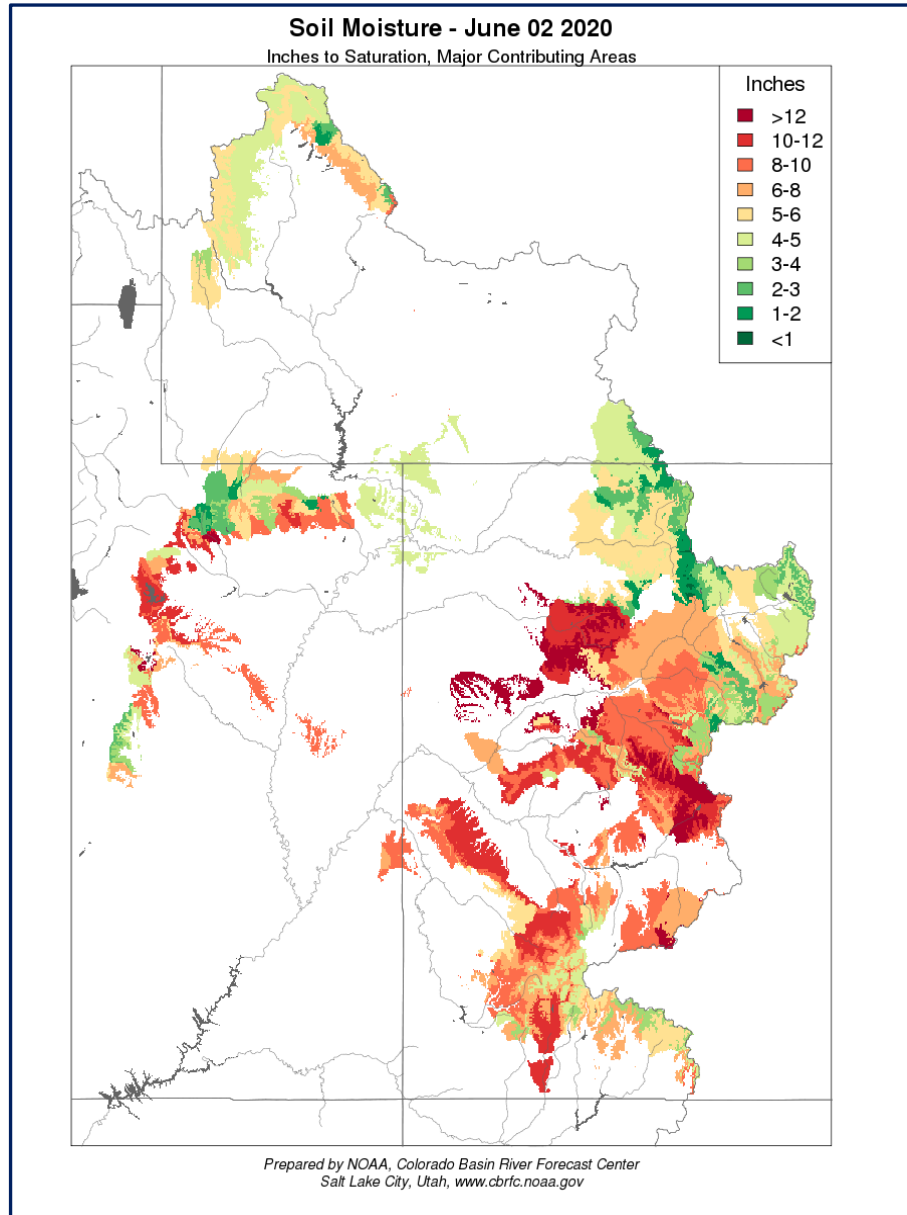 Soil Moisture - June 02 2020
Inches to Saturation, Major Contributing Areas
Inches
>12
10-12
8-10
6-8
5-6
4-5
3-4
2-3
1-2
<1
Prepared by NOAA, Colorado Basin River Forecast Center
Salt Lake City, Utah, www.cbrfc.noaa.gov